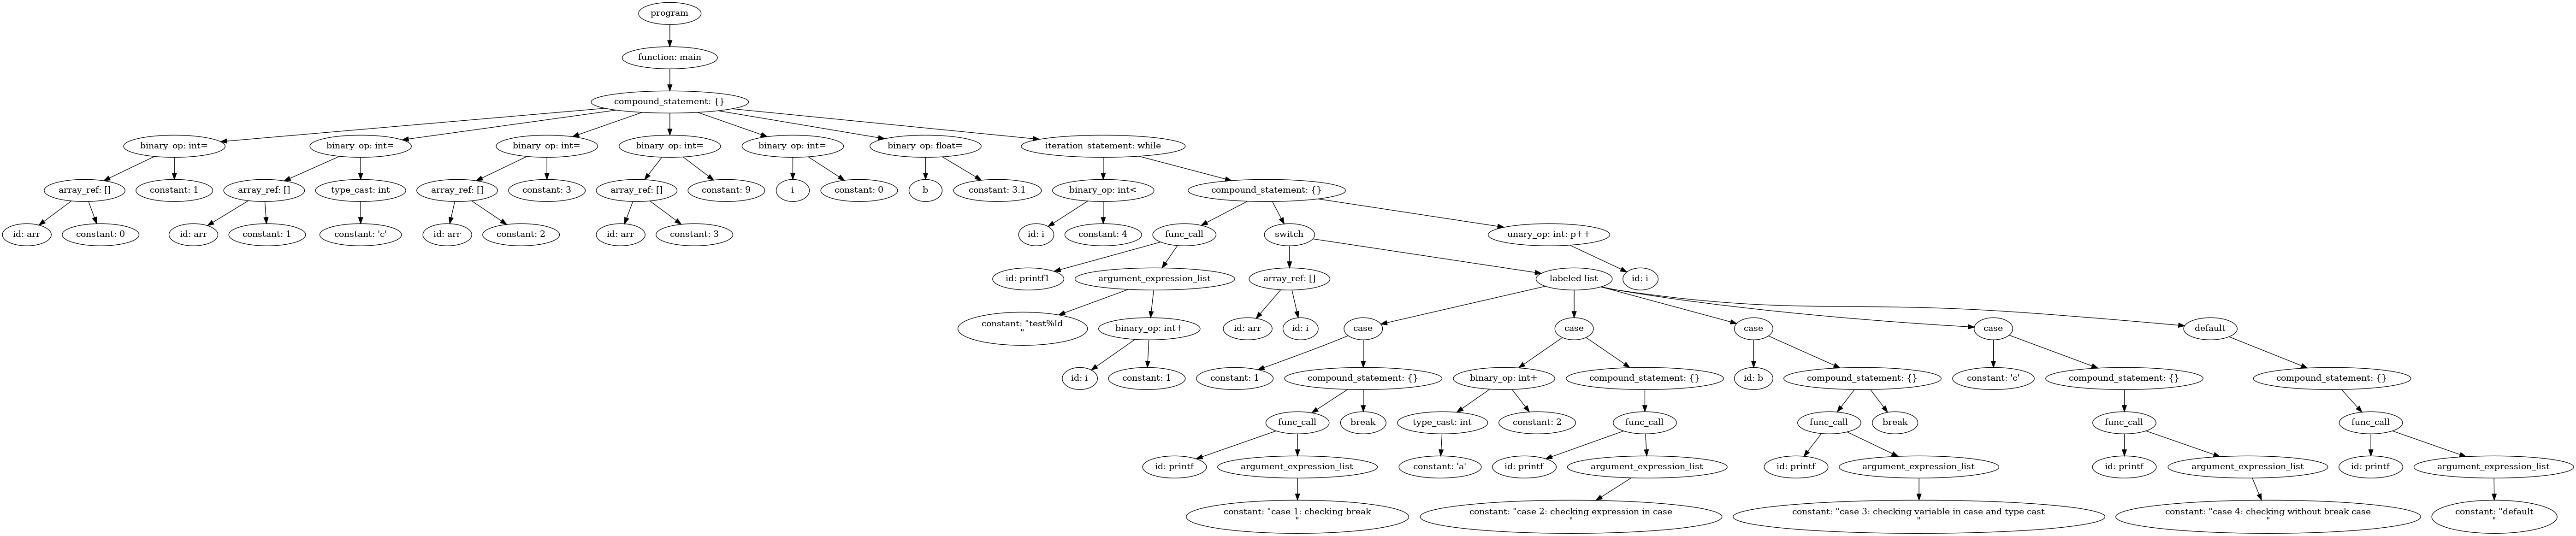 program
function: main
compound_statement: {}
binary_op: int=
binary_op: int=
binary_op: int=
binary_op: int=
binary_op: int=
binary_op: float=
iteration_statement: while
array_ref: []
constant: 1
array_ref: []
type_cast: int
array_ref: []
constant: 3
array_ref: []
constant: 9
i
constant: 0
b
constant: 3.1
binary_op: int<
compound_statement: {}
id: arr
constant: 0
id: arr
constant: 1
constant: 'c'
id: arr
constant: 2
id: arr
constant: 3
id: i
constant: 4
func_call
switch
unary_op: int: p++
id: printf1
argument_expression_list
array_ref: []
labeled list
id: i
constant: "test%ld
"
binary_op: int+
id: arr
id: i
case
case
case
case
default
id: i
constant: 1
constant: 1
compound_statement: {}
binary_op: int+
compound_statement: {}
id: b
compound_statement: {}
constant: 'c'
compound_statement: {}
compound_statement: {}
func_call
break
type_cast: int
constant: 2
func_call
func_call
break
func_call
func_call
id: printf
argument_expression_list
constant: 'a'
id: printf
argument_expression_list
id: printf
argument_expression_list
id: printf
argument_expression_list
id: printf
argument_expression_list
constant: "case 1: checking break
"
constant: "case 2: checking expression in case
"
constant: "case 3: checking variable in case and type cast
"
constant: "case 4: checking without break case
"
constant: "default
"